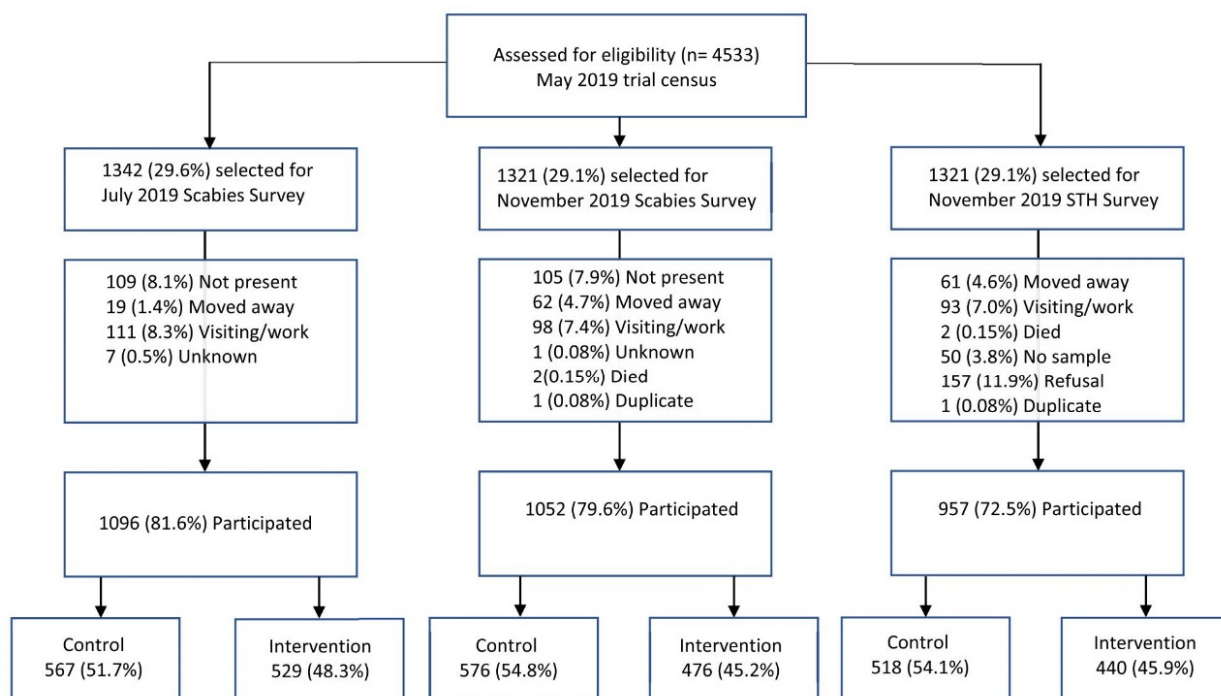 Assessed for eligibility (n= 4533)
May 2019 trial census
1342 (29.6%) selected for
July 2019 Scabies Survey
1321 (29.1%) selected for
November 2019 Scabies Survey
1321 (29.1%) selected for
November 2019 STH Survey
109 (8.1%) Not present
19 (1.4%) Moved away
111 (8.3%) Visiting/work
7 (0.5%) Unknown
105 (7.9%) Not present
62 (4.7%) Moved away
98 (7.4%) Visiting/work
1 (0.08%) Unknown
2(0.15%) Died
1 (0.08%) Duplicate
61 (4.6%) Moved away
93 (7.0%) Visiting/work
2 (0.15%) Died
50 (3.8%) No sample
157 (11.9%) Refusal
1 (0.08%) Duplicate
1096 (81.6%) Participated
1052 (79.6%) Participated
957 (72.5%) Participated
Control
567 (51.7%)
Intervention
529 (48.3%)
Control
576 (54.8%)
Intervention
476 (45.2%)
Control
518 (54.1%)
Intervention
440 (45.9%)